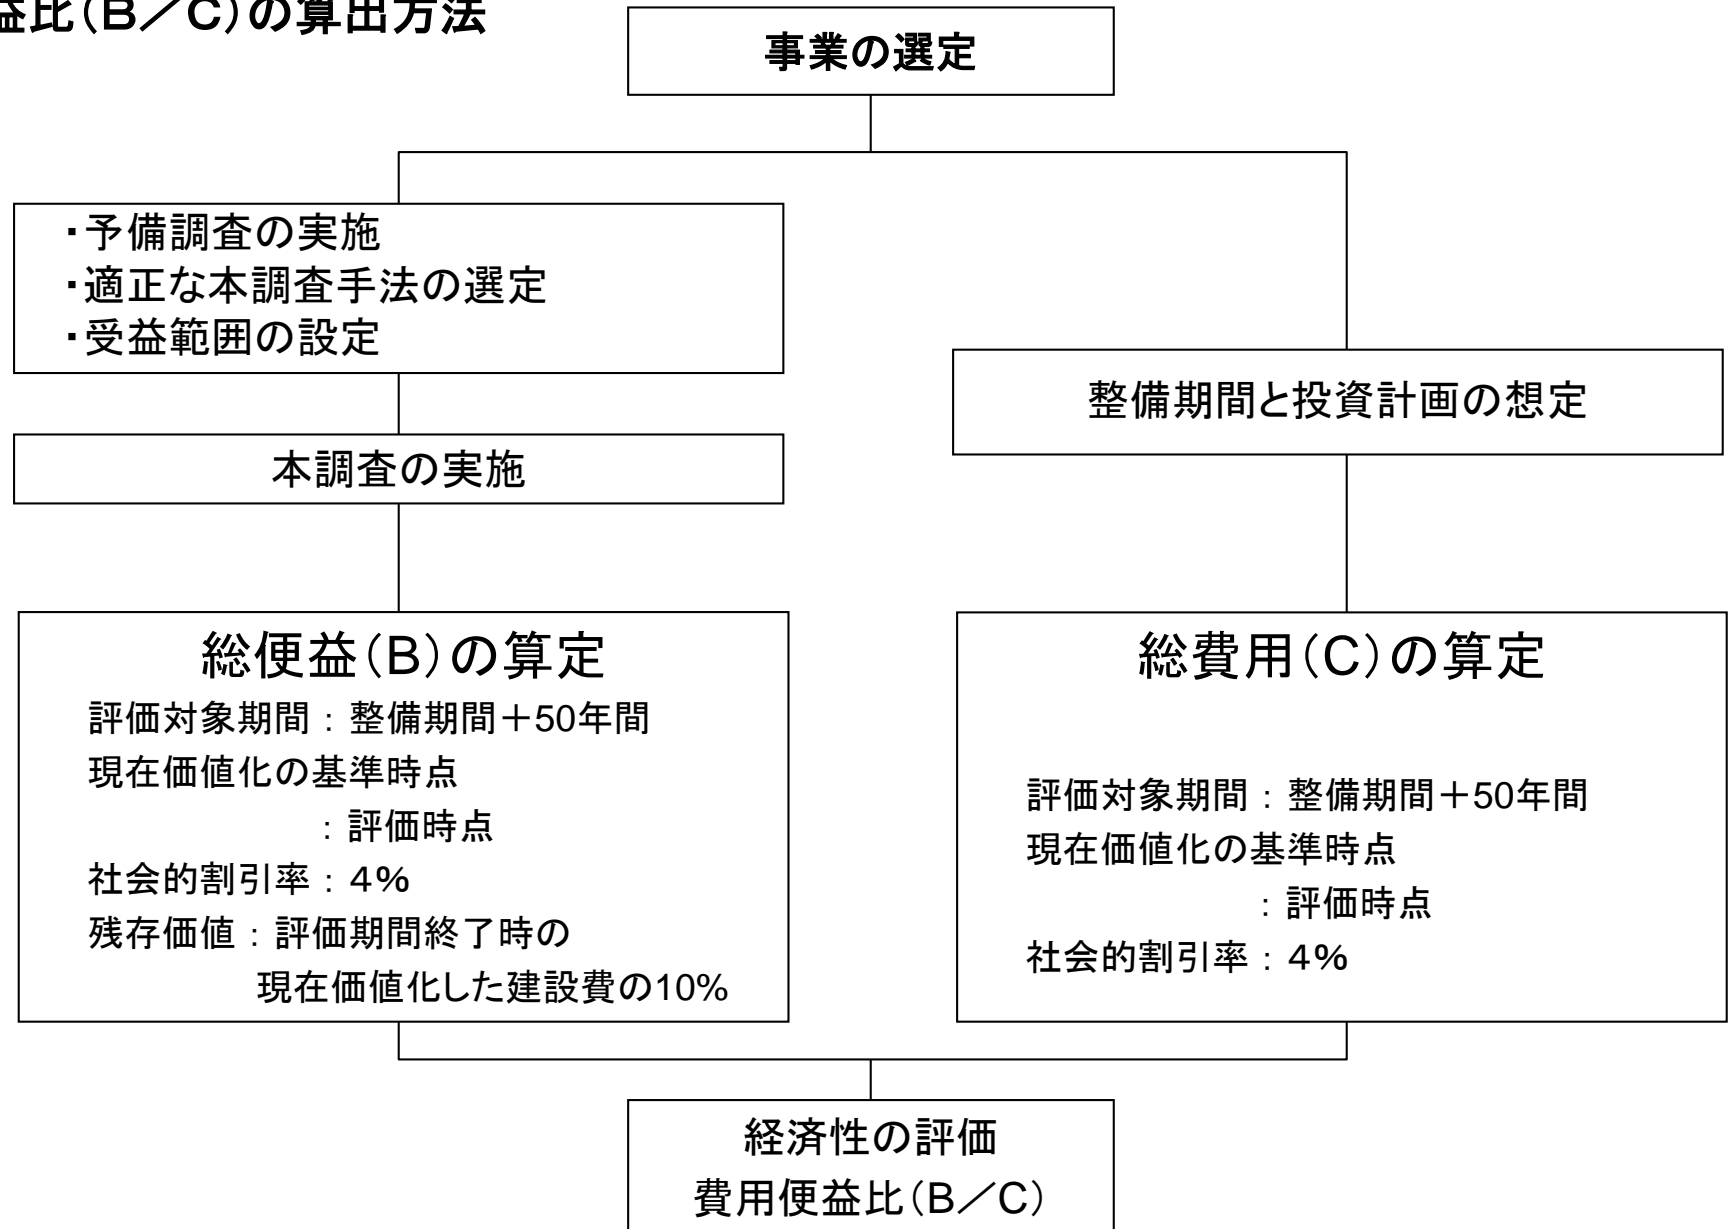 益比（B／C）の算出方法
事業の選定
・予備調査の実施
・適正な本調査手法の選定
・受益範囲の設定
整備期間と投資計画の想定
本調査の実施
総便益（B）の算定
評価対象期間：整備期間＋50年間
現在価値化の基準時点
：評価時点
社会的割引率：４％
残存価値：評価期間終了時の
現在価値化した建設費の10%
総費用（C）の算定
評価対象期間：整備期間＋50年間
現在価値化の基準時点
：評価時点
社会的割引率：４％
経済性の評価
費用便益比（B／C）